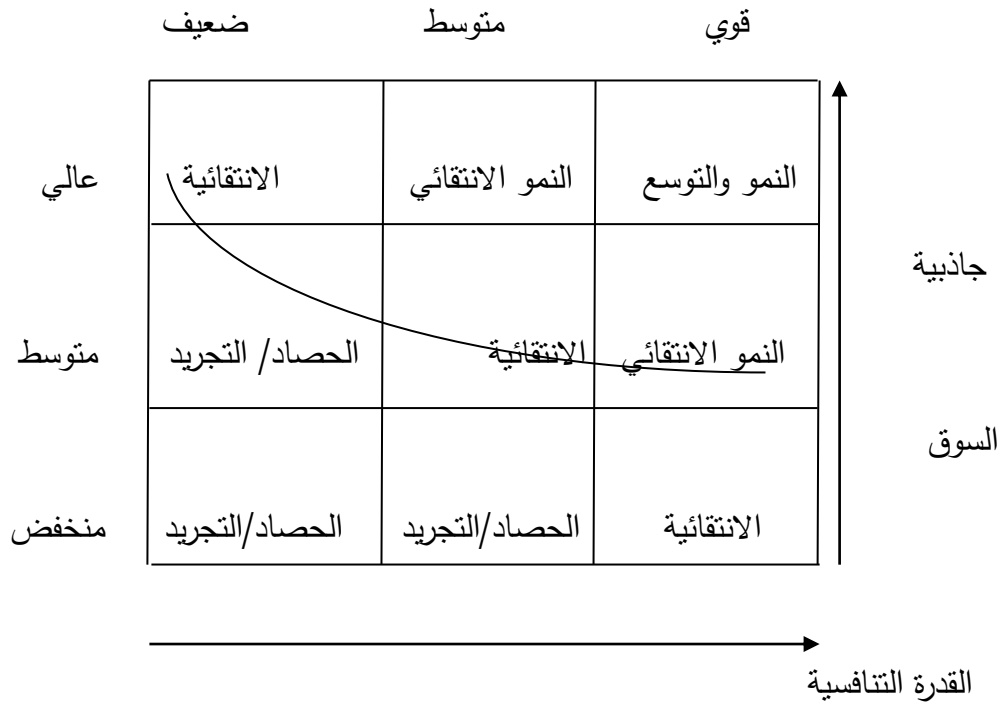 قوي متوسط ضعيف
النمو والتوسع النمو الانتقائي الانتقائية عالي
جاذبية
النمو الانتقائي الانتقائية الحصاد/ التجريد متوسط
السوق
الانتقائية الحصاد/التجريد الحصاد/التجريد منخفض
القدرة التنافسية